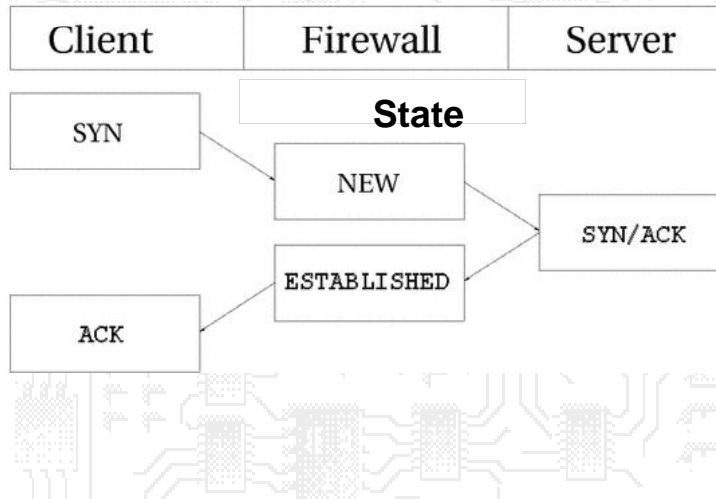 Client Firewall Server
State
SYN
NEW
SYN/ACK
ESTABLISHED
ACK